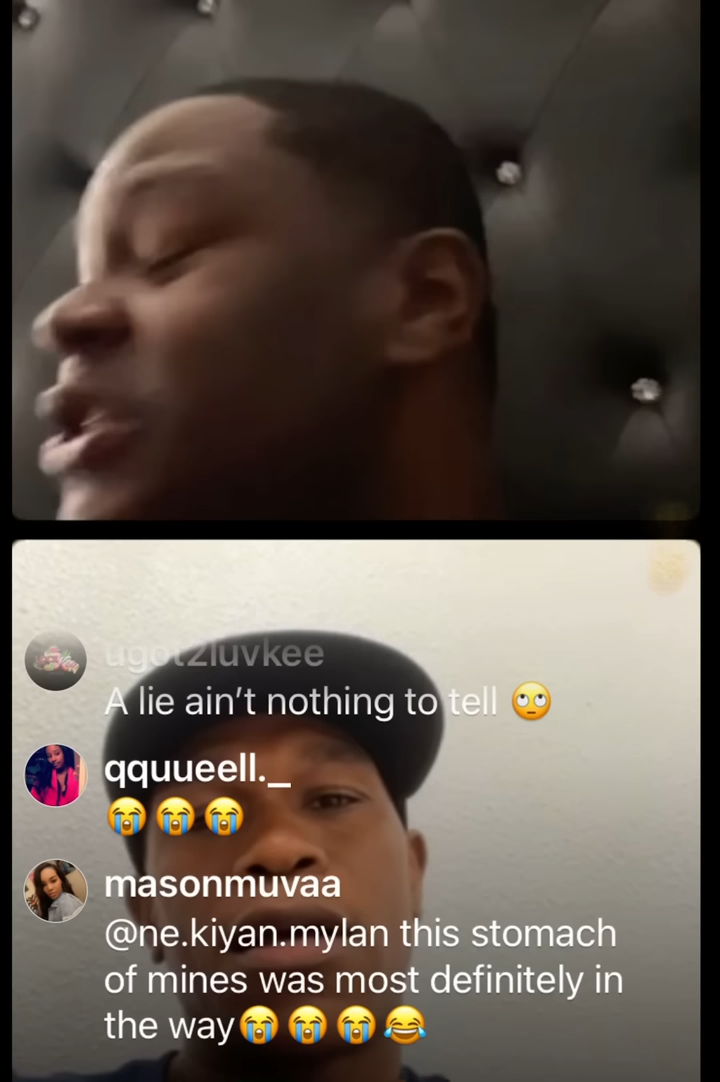 ugot2luvkee
A lie ain't nothing to tell 🙄
qquueell._
😭😭😭
masonmuvaa
@ne.kiyan.mylan this stomach
of mines was most definitely in
the way😭😭😭😂